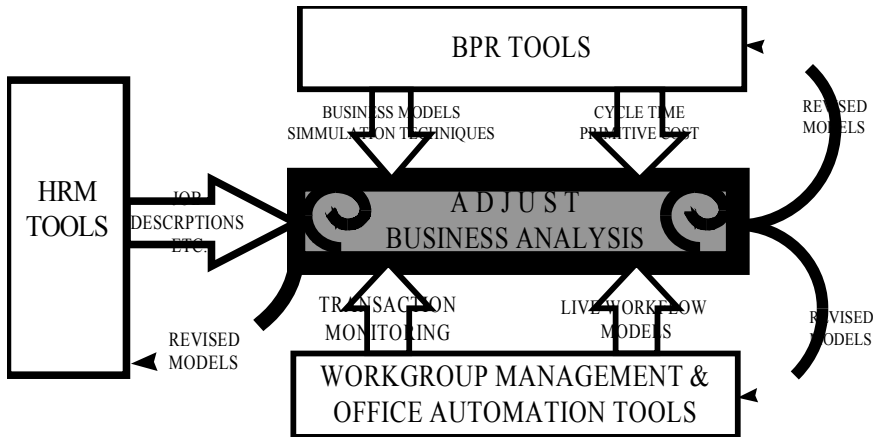 BPR TOOLS
BUSINESS MODELS
SIMMULATION TECHNIQUES
CYCLE TIME
PRIMITIVE COST
REVISED
MODELS
HRM
TOOLS
JOB
DESCRPTIONS
ETC.
A D J U S T
BUSINESS ANALYSIS
TRANSACTION
MONITORING
LIVE WORKFLOW
MODELS
REVISED
MODELS
REVISED
MODELS
WORKGROUP MANAGEMENT &
OFFICE AUTOMATION TOOLS